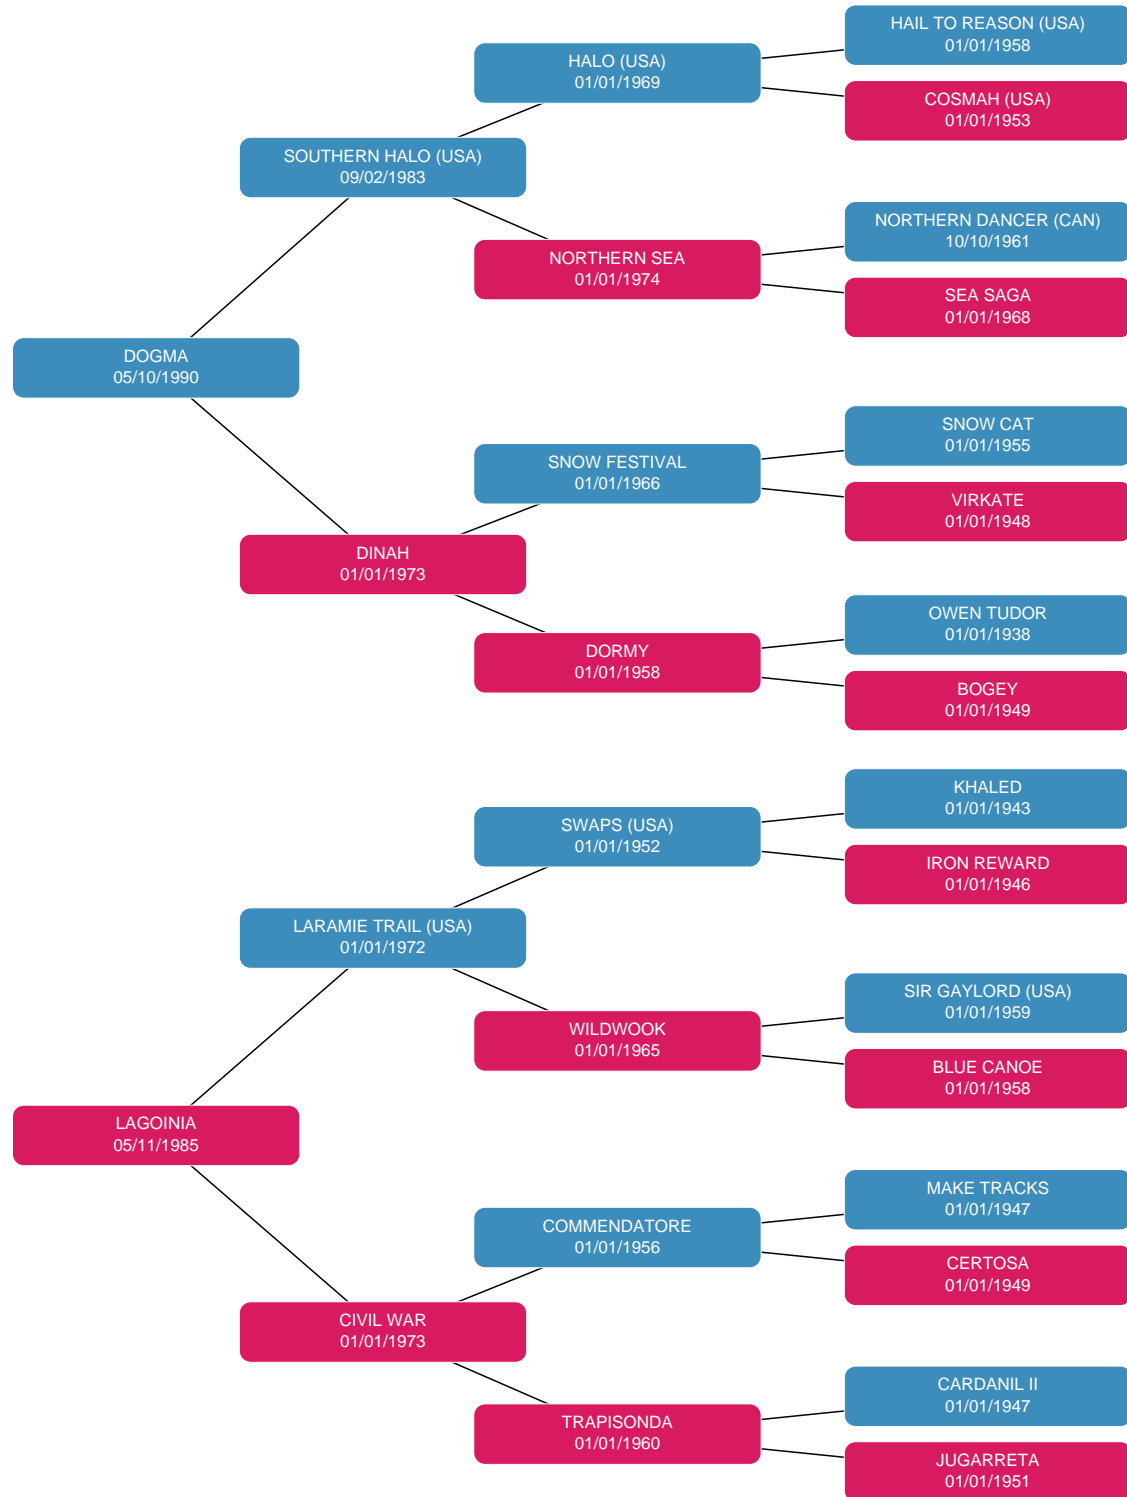 HAIL TO REASON (USA)
01/01/1958
HALO (USA)
01/01/1969
COSMAH (USA)
01/01/1953
SOUTHERN HALO (USA)
09/02/1983
NORTHERN DANCER (CAN)
10/10/1961
NORTHERN SEA
01/01/1974
SEA SAGA
01/01/1968
DOGMA
05/10/1990
SNOW CAT
01/01/1955
SNOW FESTIVAL
01/01/1966
VIRKATE
01/01/1948
DINAH
01/01/1973
OWEN TUDOR
01/01/1938
DORMY
01/01/1958
BOGEY
01/01/1949
KHALED
01/01/1943
SWAPS (USA)
01/01/1952
IRON REWARD
01/01/1946
LARAMIE TRAIL (USA)
01/01/1972
SIR GAYLORD (USA)
01/01/1959
WILDWOOK
01/01/1965
BLUE CANOE
01/01/1958
LAGOINIA
05/11/1985
MAKE TRACKS
01/01/1947
COMMENDATORE
01/01/1956
CERTOSA
01/01/1949
CIVIL WAR
01/01/1973
CARDANIL II
01/01/1947
TRAPISONDA
01/01/1960
JUGARRETA
01/01/1951